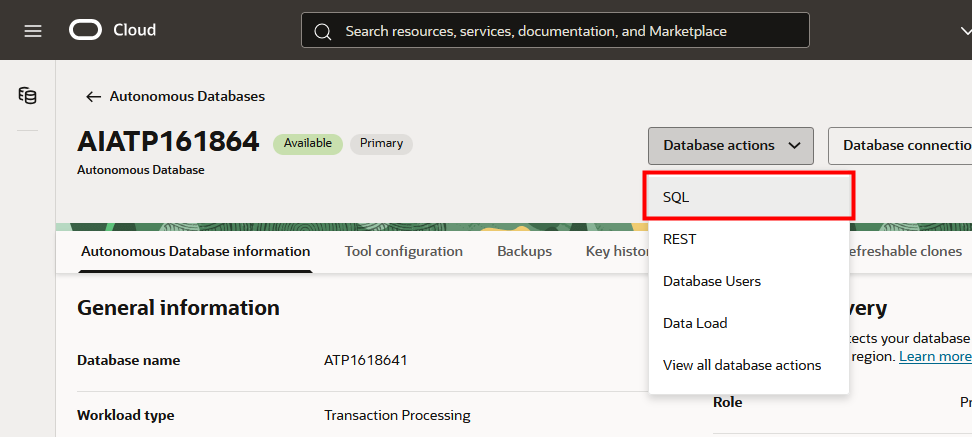 Cloud
Search resources, services, documentation, and Marketplace
Autonomous Databases
AIATP161864 Available Primary
Autonomous Database
Database actions
Database connectio
SQL
REST
Database Users
Data Load
View all database actions
Autonomous Database information Tool configuration Backups Key histo efreshable clones
General information
Database name ATP1618641
Workload type Transaction Processing
very
tects your database
region. Learn more
Role Pr